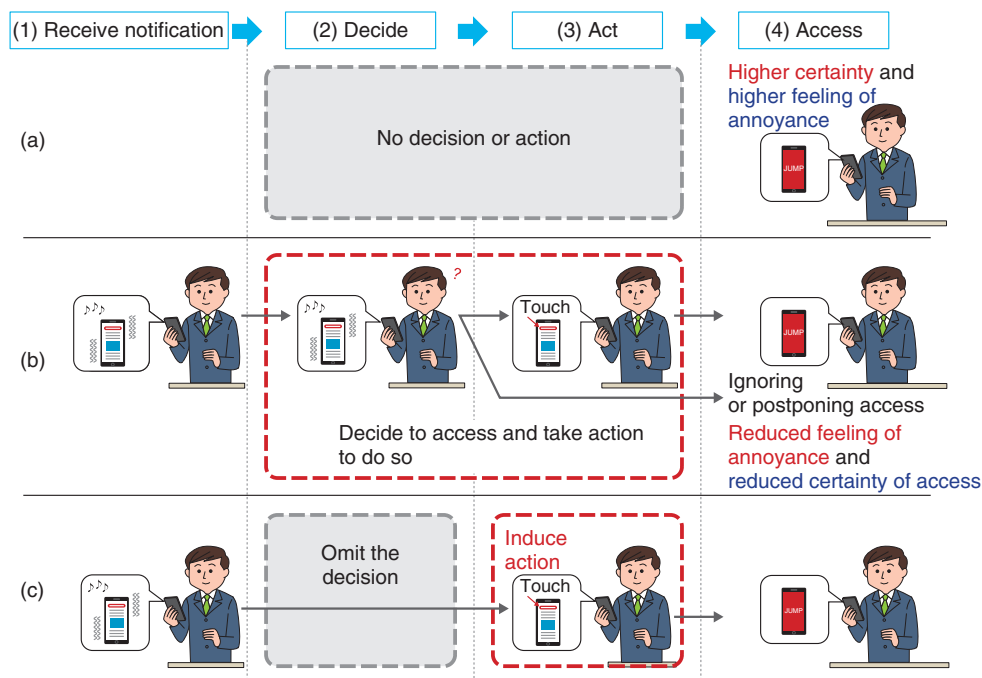 (1) Receive notification
(2) Decide
(3) Act
(4) Access
(a)
No decision or action
Higher certainty and
higher feeling of
annoyance
JUMP
(b)
?
Touch
JUMP
Decide to access and take action
to do so
Ignoring
or postponing access
Reduced feeling of
annoyance and
reduced certainty of access
(c)
Omit the
decision
Induce
action
Touch
JUMP